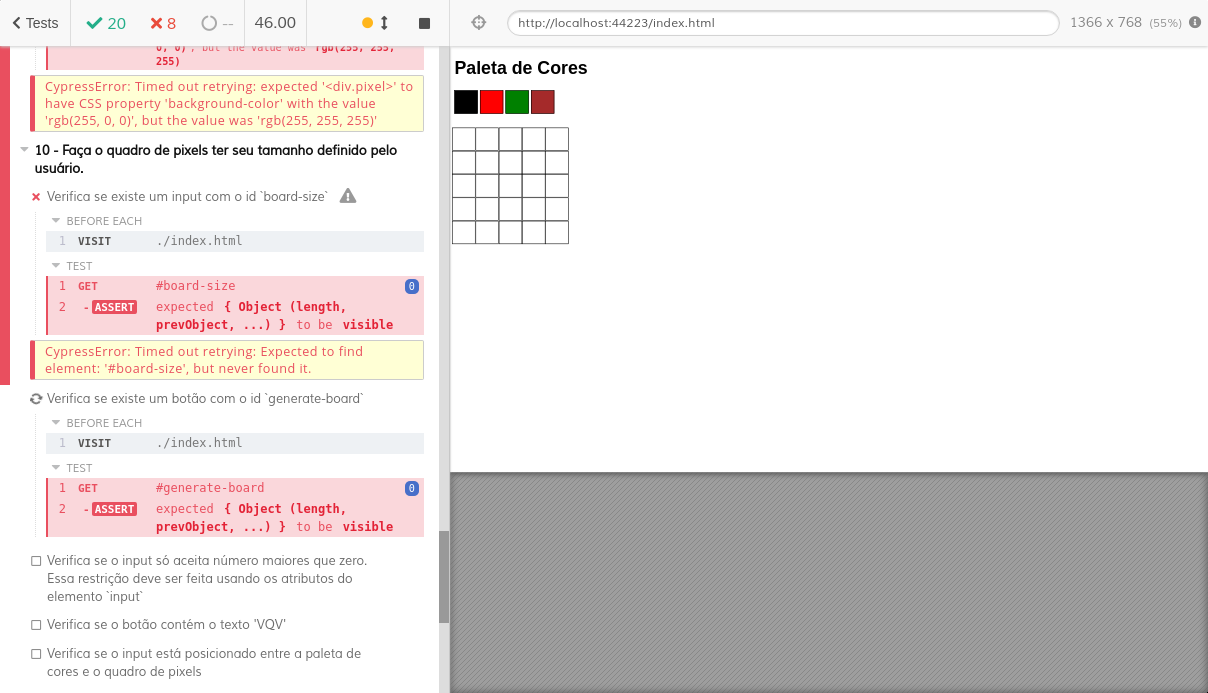 Tests
20
8
--
46.00
http://localhost:44223/index.html
1366 x 768 (55%)
0, 0)', but the value was 'rgb(255, 255,
255)
CypressError: Timed out retrying: expected '<div.pixel>' to
have CSS property 'background-color' with the value
'rgb(255, 0, 0)', but the value was 'rgb(255, 255, 255)'
10 - Faça o quadro de pixels ter seu tamanho definido pelo
usuário.
Verifica se existe um input com o id `board-size`
BEFORE EACH
1 VISIT ./index.html
TEST
1 GET #board-size 0
2 -ASSERT expected { Object (length,
prevObject, ...) } to be visible
CypressError: Timed out retrying: Expected to find
element: '#board-size', but never found it.
Verifica se existe um botão com o id `generate-board`
BEFORE EACH
1 VISIT ./index.html
TEST
1 GET #generate-board 0
2 -ASSERT expected { Object (length,
prevObject, ...) } to be visible
Verifica se o input só aceita número maiores que zero.
Essa restrição deve ser feita usando os atributos do
elemento `input`
Verifica se o botão contém o texto 'VQV'
Verifica se o input está posicionado entre a paleta de
cores e o quadro de pixels
Paleta de Cores